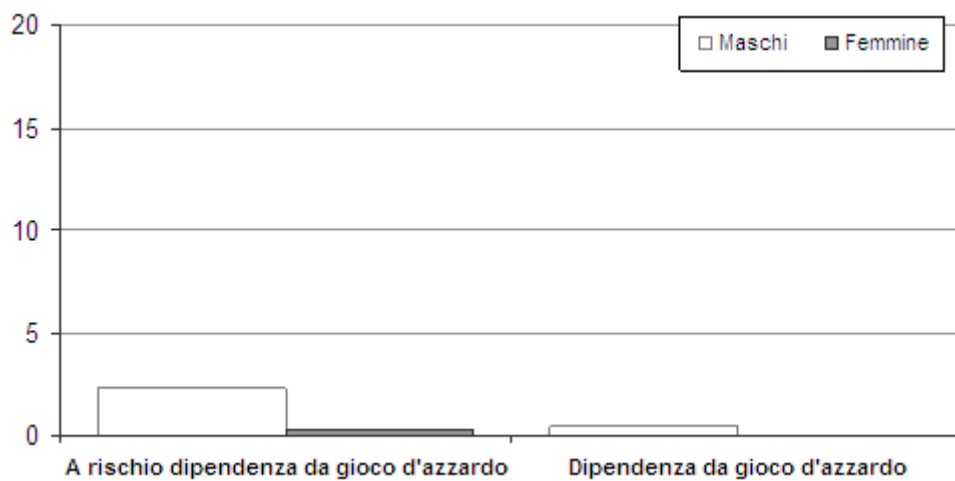 20
Maschi Femmine
15
10
5
0
A rischio dipendenza da gioco d'azzardo Dipendenza da gioco d'azzardo